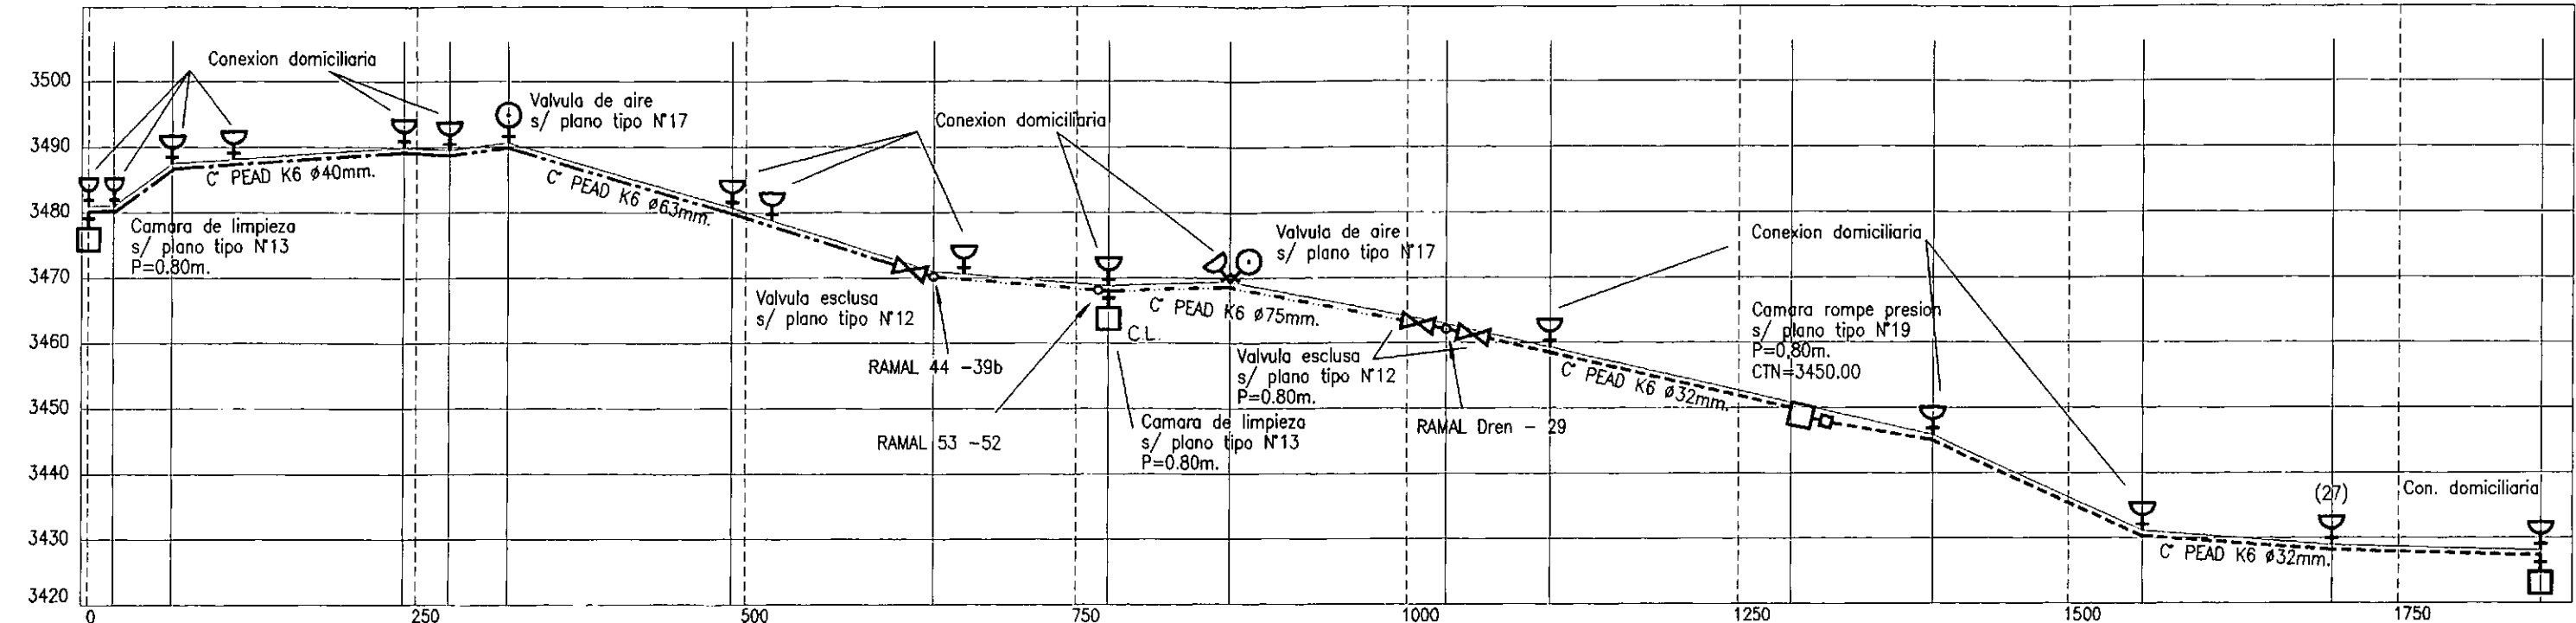 3500
3490
3480
3470
3460
3450
3440
3430
3420
Conexion domiciliaria
Valvula de aire
s/ plano tipo N°17
C° PEAD K6 ø40mm.
C° PEAD K6 ø63mm.
Camara de limpieza
s/ plano tipo N°13
P=0.80m.
Conexion domiciliaria
Valvula de aire
s/ plano tipo N°17
Valvula esclusa
s/ plano tipo N°12
C° PEAD K6 ø75mm.
C.L.
RAMAL 44 -39b
RAMAL 53 -52
Camara de limpieza
s/ plano tipo N°13
P=0.80m.
Valvula esclusa
s/ plano tipo N°12
P=0.80m.
RAMAL Dren - 29
Conexion domiciliaria
C° PEAD K6 ø32mm.
Camara rompe presion
s/ plano tipo N°19
P=0.80m.
CTN=3450.00
(27)
Con. domiciliaria
C° PEAD K6 ø32mm.
0
250
500
750
1000
1250
1500
1750